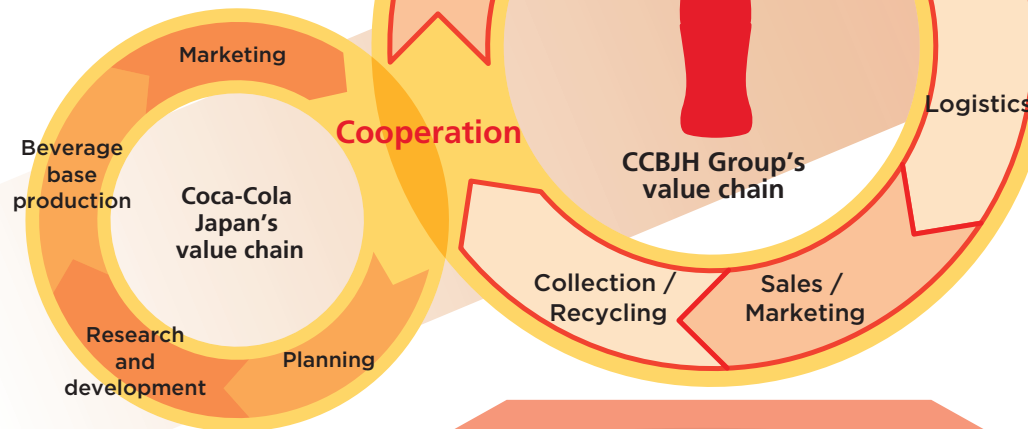 Marketing
Beverage
base
production
Coca-Cola
Japan's
value chain
Research
and
development
Planning
Cooperation
CCBJH Group's
value chain
Logistics
Sales /
Marketing
Collection /
Recycling